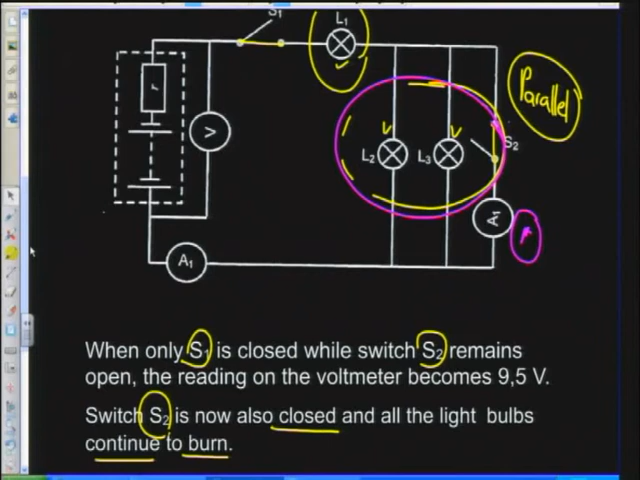 S1
L1
Parallel
r
V
S2
L2
L3
A1
A1
When only S1 is closed while switch S2 remains
open, the reading on the voltmeter becomes 9,5 V.
Switch S2 is now also closed and all the light bulbs
continue to burn.